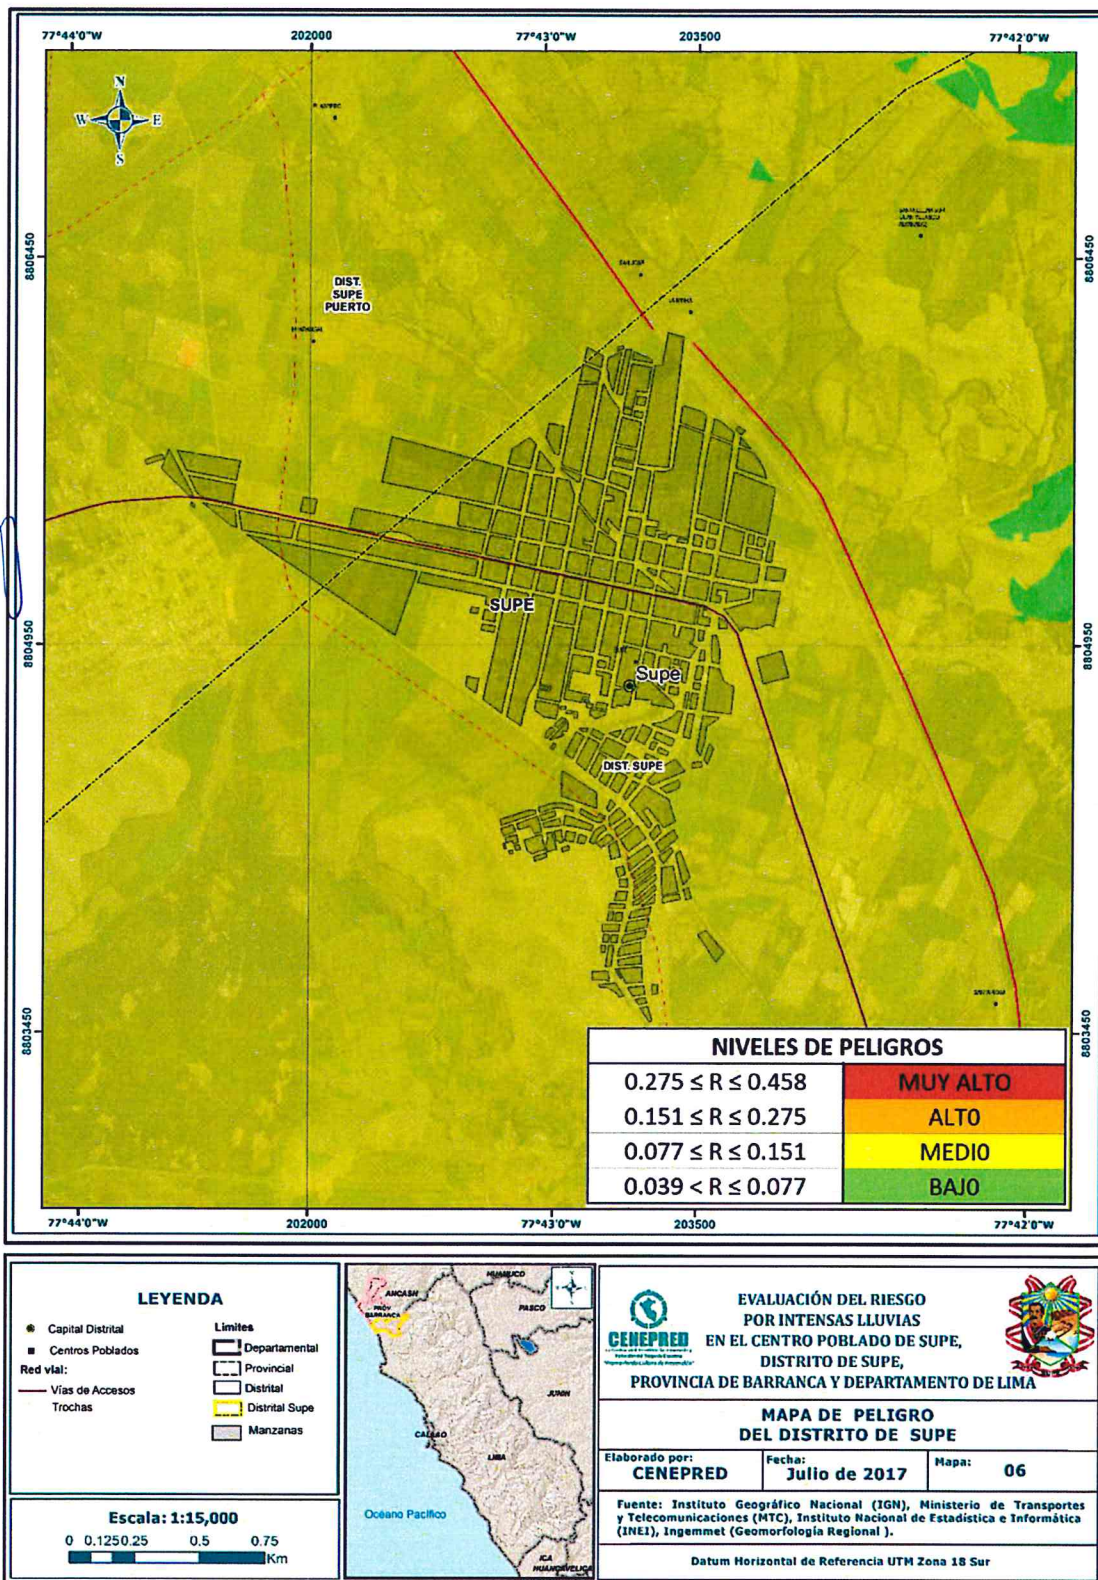 77°44'0"W 202000 77°43'0"W 203500 77°42'0"W
N
W E
S
8806450
8806450
DIST.
SUPE
PUERTO
SUPE
Supe
DIST. SUPE
8804950
8804950
8803450
8803450
NIVELES DE PELIGROS
0.275 ≤ R ≤ 0.458 MUY ALTO
0.151 ≤ R ≤ 0.275 ALTO
0.077 ≤ R ≤ 0.151 MEDIO
0.039 < R ≤ 0.077 BAJO
77°44'0"W 202000 77°43'0"W 203500 77°42'0"W
LEYENDA
Capital Distrital
Centros Poblados
Red vial:
Vías de Accesos
Trochas
Limites
Departamental
Provincial
Distrital
Distrital Supe
Manzanas
Escala: 1:15,000
0 0.125 0.25 0.5 0.75
Km
HUANUCO
ANCASH
PROV.
BARRANCA
PASCO
JUNIN
CALLAO
LIMA
Océano Pacífico
ICA
HUANCAVELICA
CENEPRED
EVALUACIÓN DEL RIESGO
POR INTENSAS LLUVIAS
EN EL CENTRO POBLADO DE SUPE,
DISTRITO DE SUPE,
PROVINCIA DE BARRANCA Y DEPARTAMENTO DE LIMA
MAPA DE PELIGRO
DEL DISTRITO DE SUPE
Elaborado por:
CENEPRED
Fecha:
Julio de 2017
Mapa: 06
Fuente: Instituto Geográfico Nacional (IGN), Ministerio de Transportes
y Telecomunicaciones (MTC), Instituto Nacional de Estadística e Informática
(INEI), Ingemmet (Geomorfología Regional ).
Datum Horizontal de Referencia UTM Zona 18 Sur